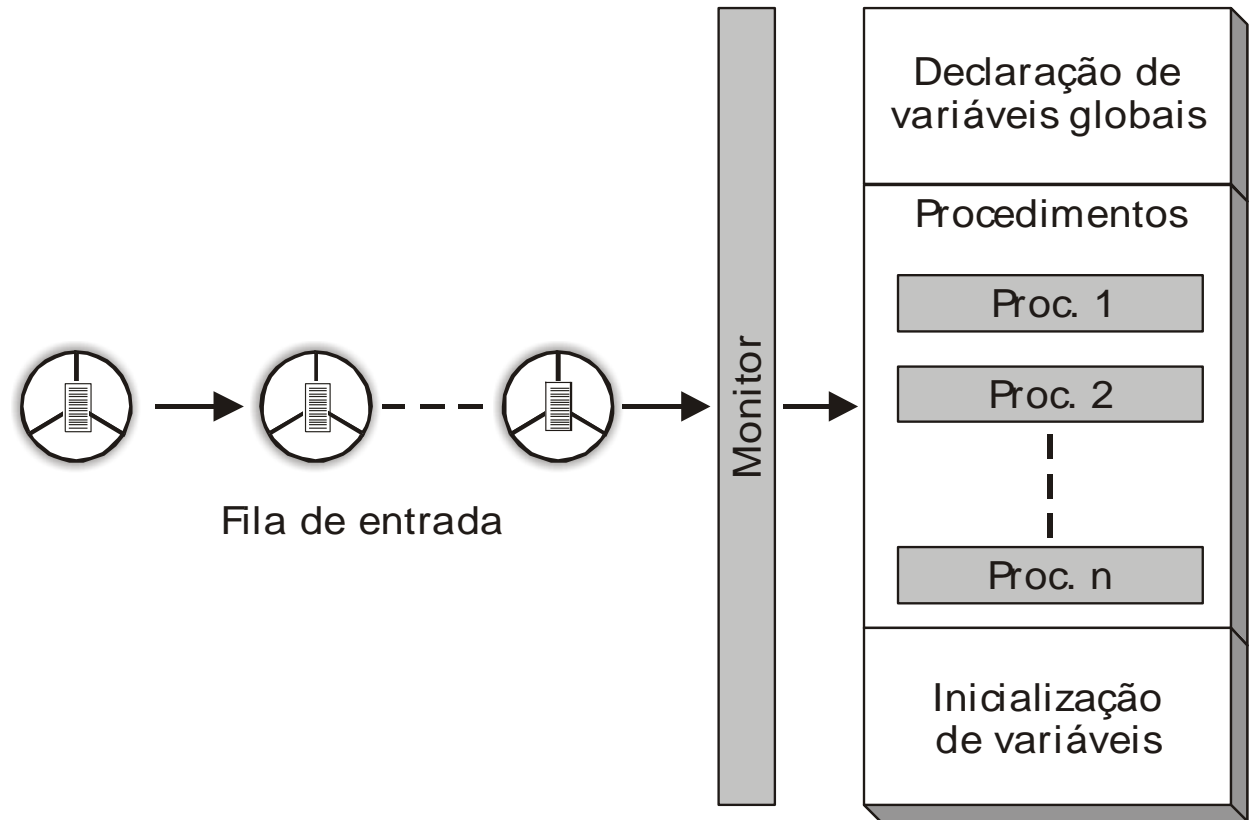 Fila de entrada
Monitor
Declaração de
variáveis globais
Procedimentos
Proc. 1
Proc. 2
Proc. n
Inicialização
de variáveis